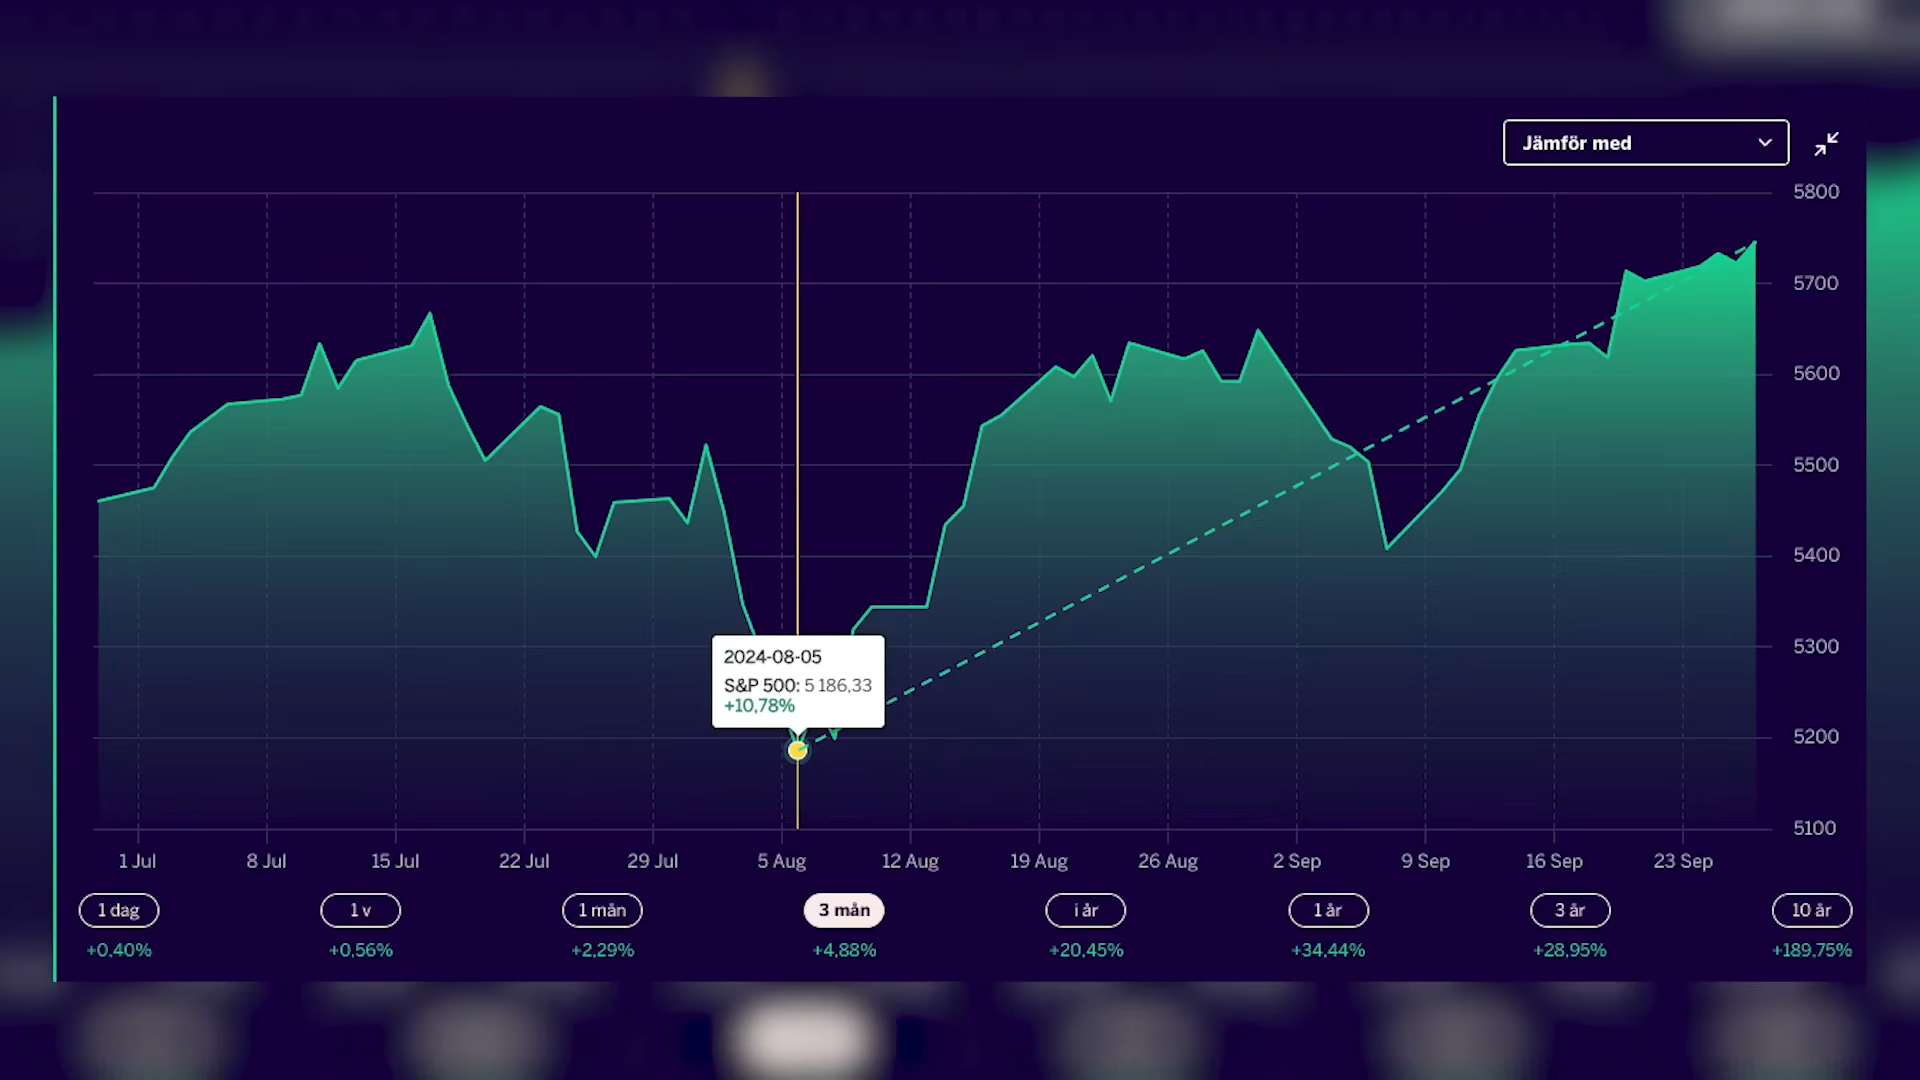 Jämför med
5800
5700
5600
5500
5400
5300
5200
5100
2024-08-05
S&P 500: 5 186,33
+10,78%
1 Jul 8 Jul 15 Jul 22 Jul 29 Jul 5 Aug 12 Aug 19 Aug 26 Aug 2 Sep 9 Sep 16 Sep 23 Sep
1 dag 1 v 1 mån 3 mån i år 1 år 3 år 10 år
+0,40% +0,56% +2,29% +4,88% +20,45% +34,44% +28,95% +189,75%